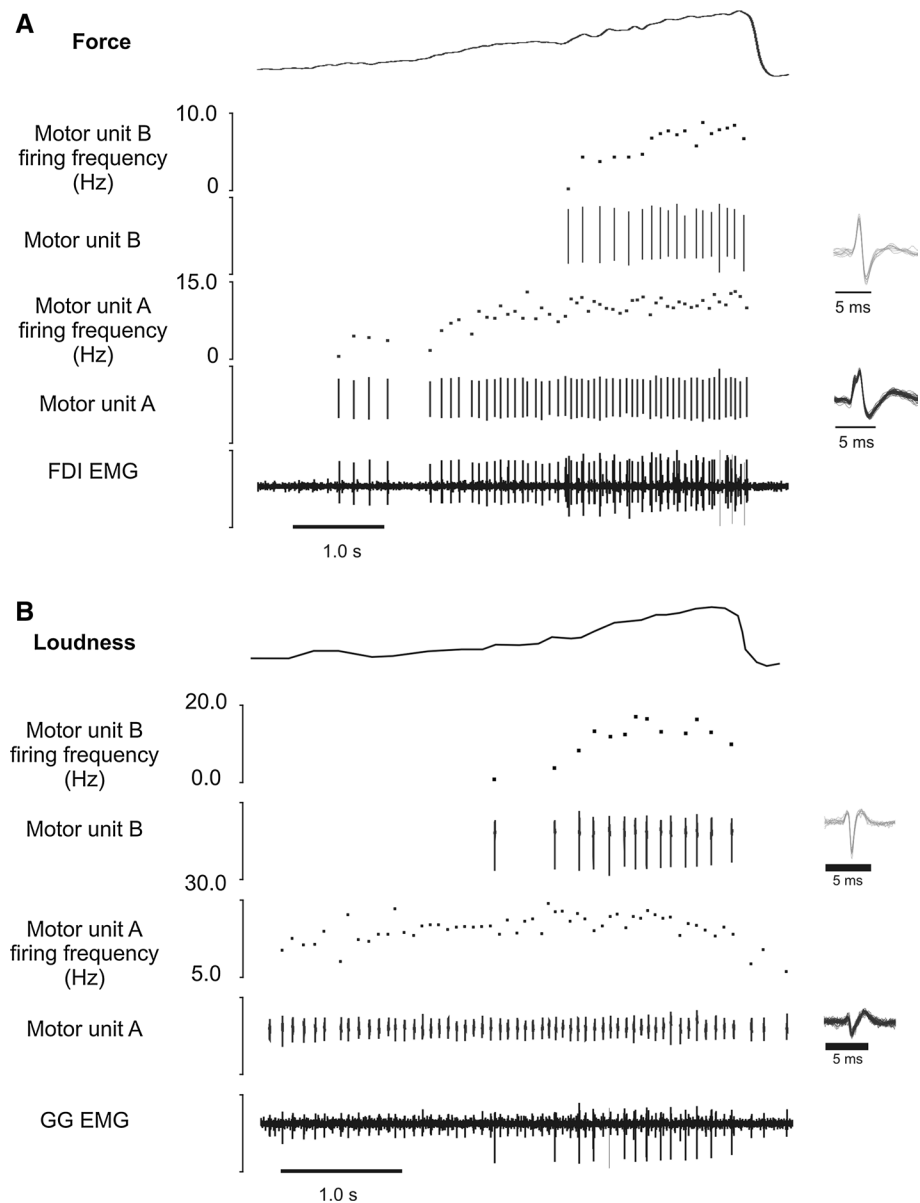 A
Force
10.0
Motor unit B
firing frequency
(Hz)
0
Motor unit B
5 ms
15.0
Motor unit A
firing frequency
(Hz)
0
Motor unit A
5 ms
FDI EMG
1.0 s
B
Loudness
20.0
Motor unit B
firing frequency
(Hz)
0.0
Motor unit B
5 ms
30.0
Motor unit A
firing frequency
(Hz)
5.0
Motor unit A
5 ms
GG EMG
1.0 s